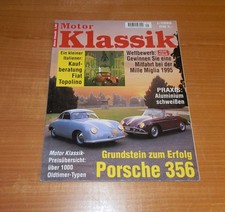 Motor
Klassik
Ein kleiner
Italiener:
Kauf-
beratung
Fiat
Topolino
Wettbewerb:
Gewinnen Sie eine
Mitfahrt bei der
Mille Miglia 1995
PRAXIS:
Aluminium
schweißen
Motor Klassik-
Preisübersicht:
über 1000
Oldtimer-Typen
Grundstein zum Erfolg
Porsche 356